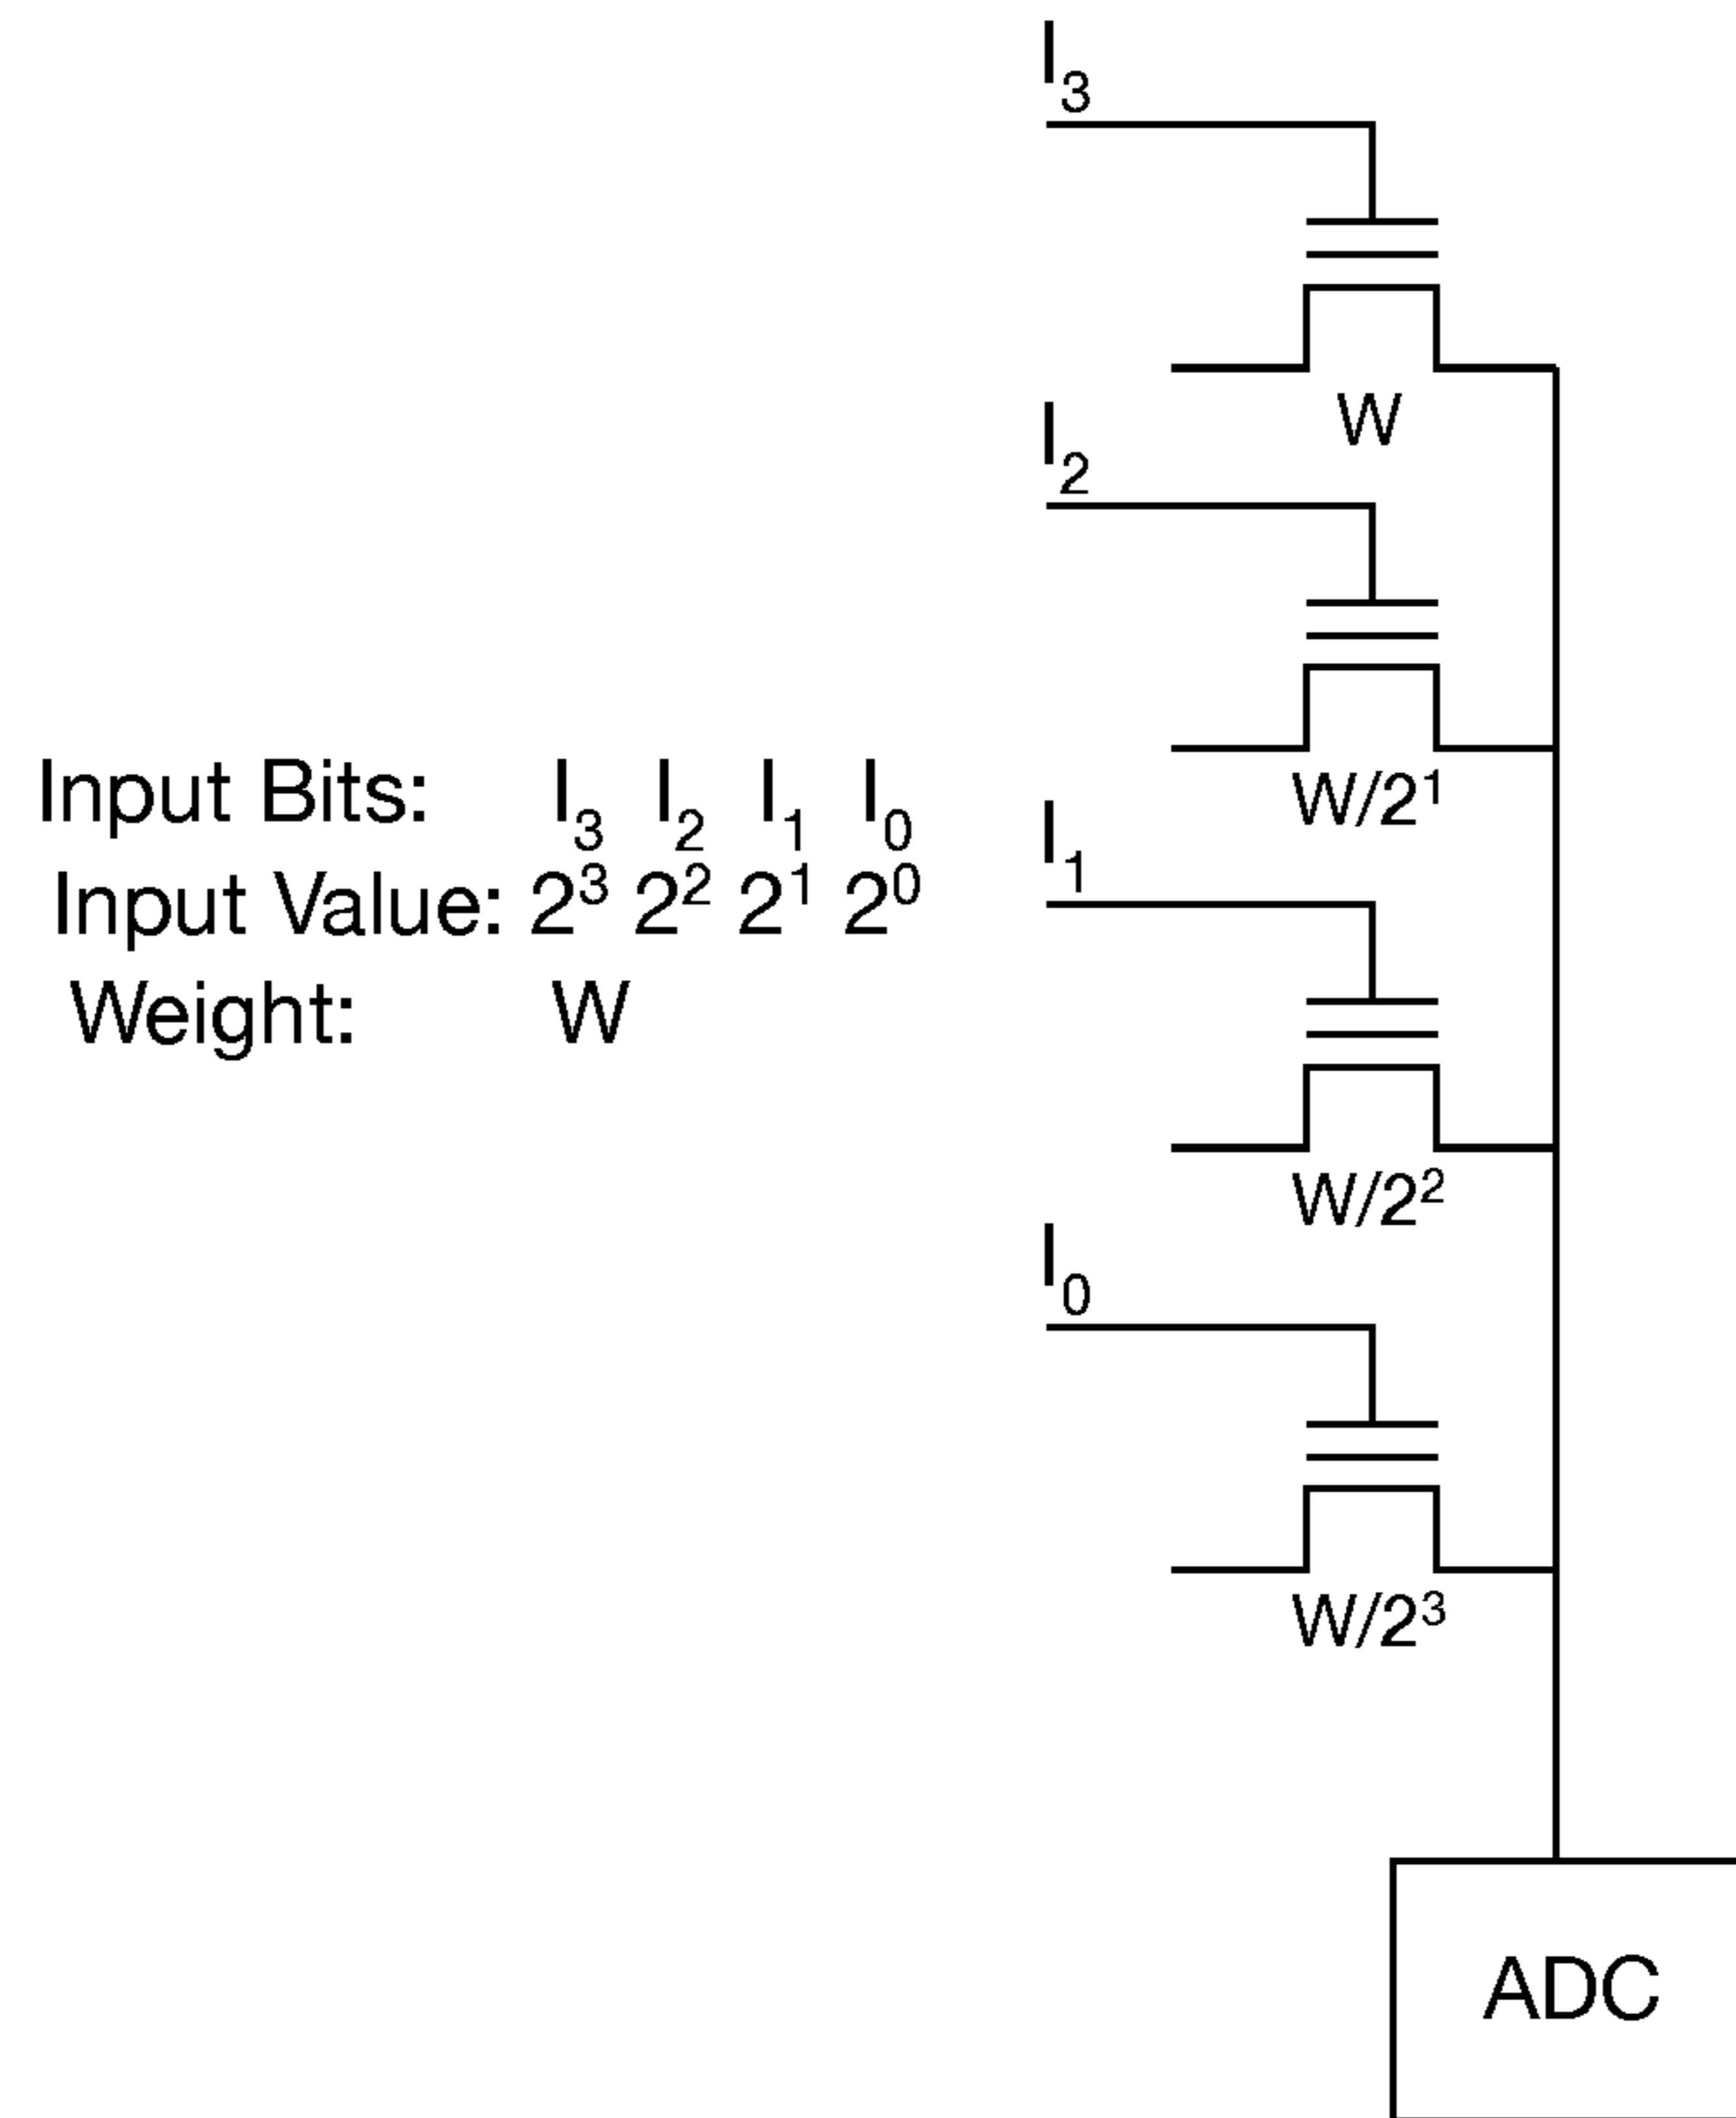 I₃
W
I₂
W/2¹
Input Bits: I₃ I₂ I₁ I₀
Input Value: 2³ 2² 2¹ 2⁰
Weight: W
I₁
W/2²
I₀
W/2³
ADC